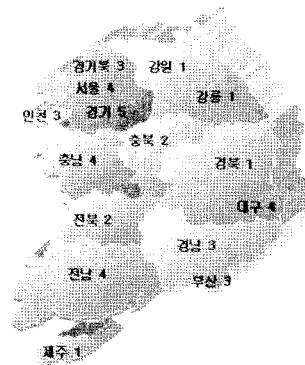 경기북 3
강원 1
서울 4
강릉 1
인천 3
경기 5
충북 2
충남 4
경북 1
대구 4
전북 2
경남 3
전남 4
부산 3
제주 1